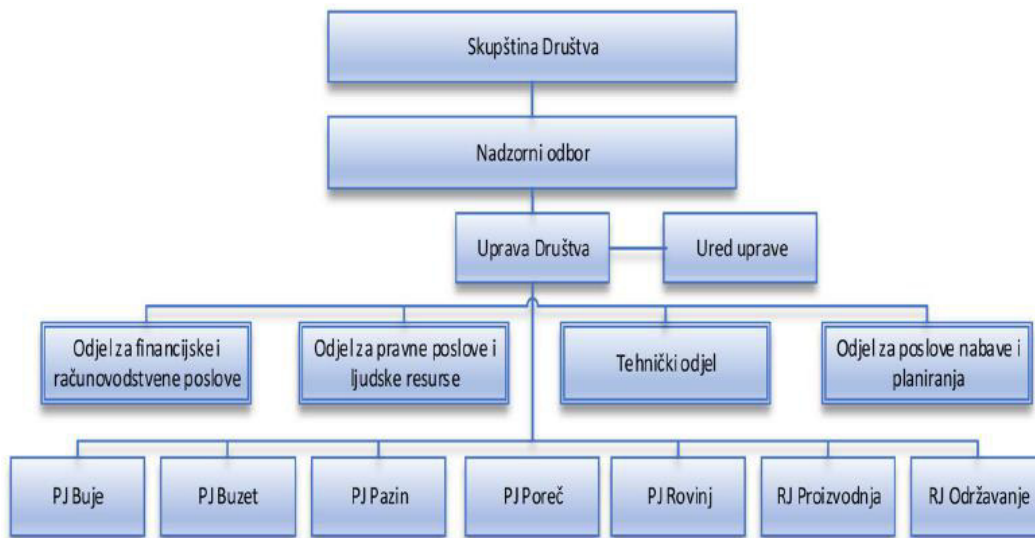 Skupština Društva
Nadzorni odbor
Uprava Društva
Ured uprave
Odjel za financijske i
računovodstvene poslove
Odjel za pravne poslove i
ljudske resurse
Tehnički odjel
Odjel za poslove nabave i
planiranja
PJ Buje
PJ Buzet
PJ Pazin
PJ Poreč
PJ Rovinj
RJ Proizvodnja
RJ Održavanje